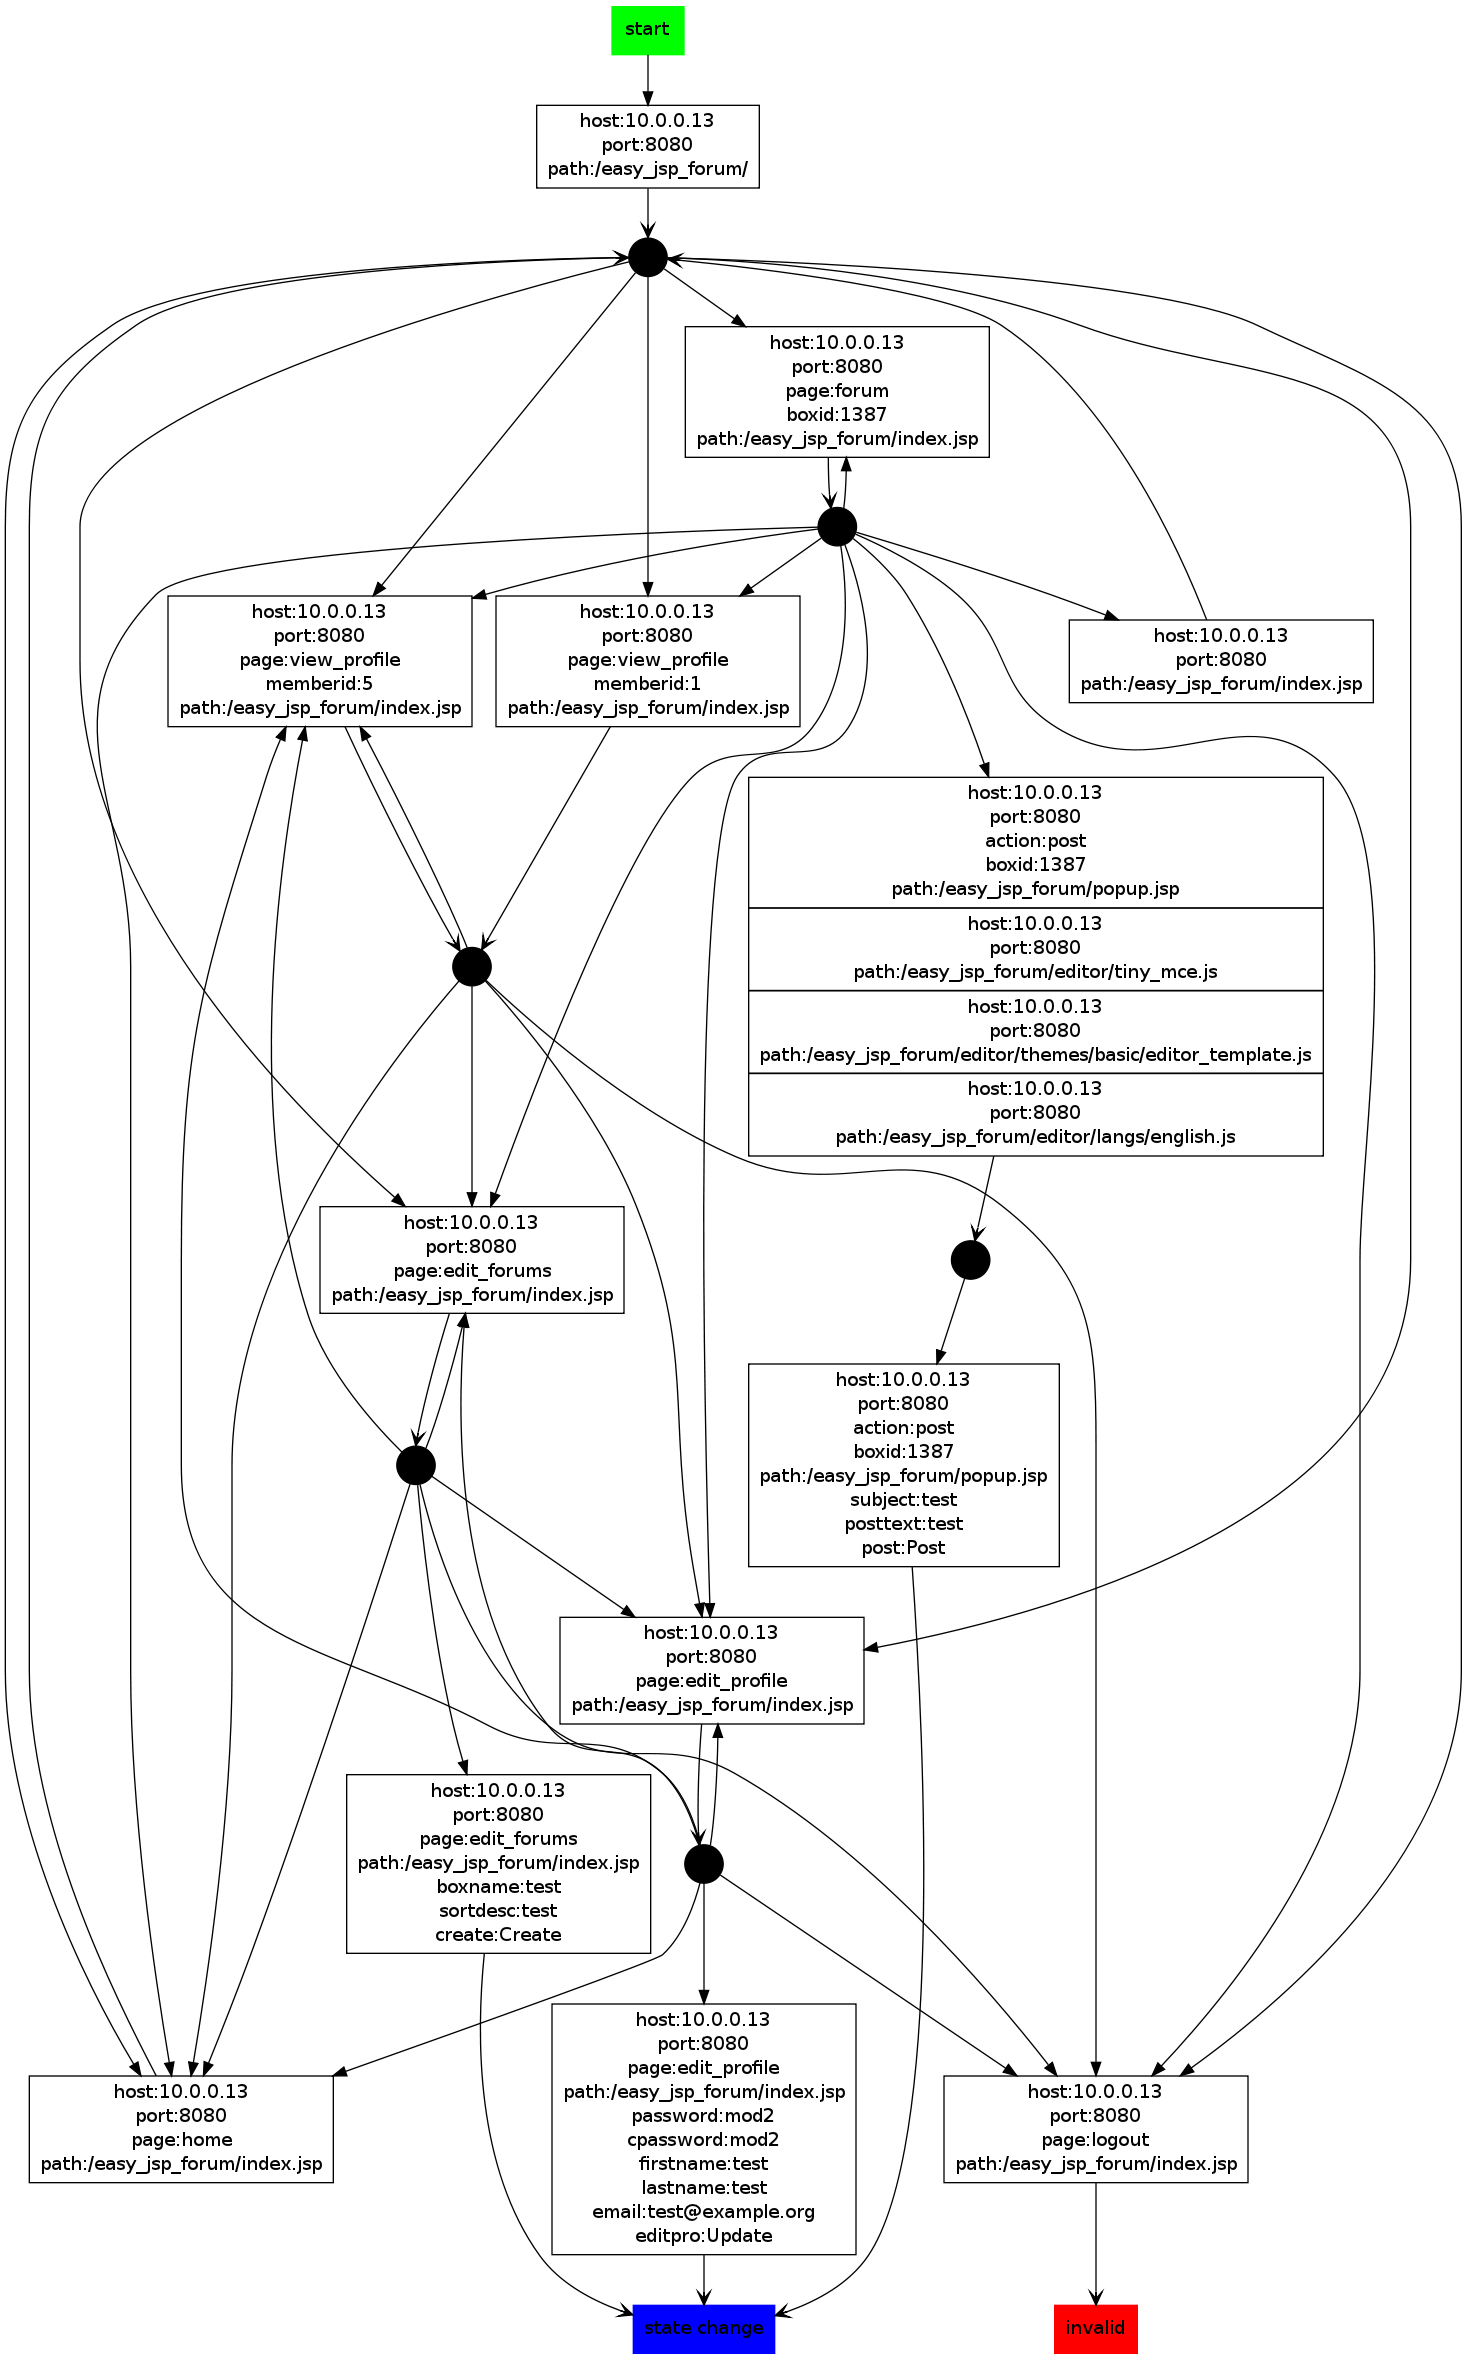 start
host:10.0.0.13
port:8080
path:/easy_jsp_forum/
host:10.0.0.13
port:8080
page:forum
boxid:1387
path:/easy_jsp_forum/index.jsp
host:10.0.0.13
port:8080
page:view_profile
memberid:5
path:/easy_jsp_forum/index.jsp
host:10.0.0.13
port:8080
page:view_profile
memberid:1
path:/easy_jsp_forum/index.jsp
host:10.0.0.13
port:8080
path:/easy_jsp_forum/index.jsp
host:10.0.0.13
port:8080
action:post
boxid:1387
path:/easy_jsp_forum/popup.jsp
host:10.0.0.13
port:8080
path:/easy_jsp_forum/editor/tiny_mce.js
host:10.0.0.13
port:8080
path:/easy_jsp_forum/editor/themes/basic/editor_template.js
host:10.0.0.13
port:8080
path:/easy_jsp_forum/editor/langs/english.js
host:10.0.0.13
port:8080
page:edit_forums
path:/easy_jsp_forum/index.jsp
host:10.0.0.13
port:8080
action:post
boxid:1387
path:/easy_jsp_forum/popup.jsp
subject:test
posttext:test
post:Post
host:10.0.0.13
port:8080
page:edit_profile
path:/easy_jsp_forum/index.jsp
host:10.0.0.13
port:8080
page:edit_forums
path:/easy_jsp_forum/index.jsp
boxname:test
sortdesc:test
create:Create
host:10.0.0.13
port:8080
page:edit_profile
path:/easy_jsp_forum/index.jsp
password:mod2
cpassword:mod2
firstname:test
lastname:test
email:test@example.org
editpro:Update
host:10.0.0.13
port:8080
page:home
path:/easy_jsp_forum/index.jsp
host:10.0.0.13
port:8080
page:logout
path:/easy_jsp_forum/index.jsp
state change
invalid